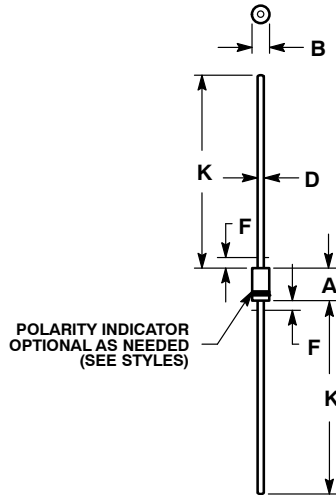 B
K
D
F
A
POLARITY INDICATOR
OPTIONAL AS NEEDED
(SEE STYLES)
F
K